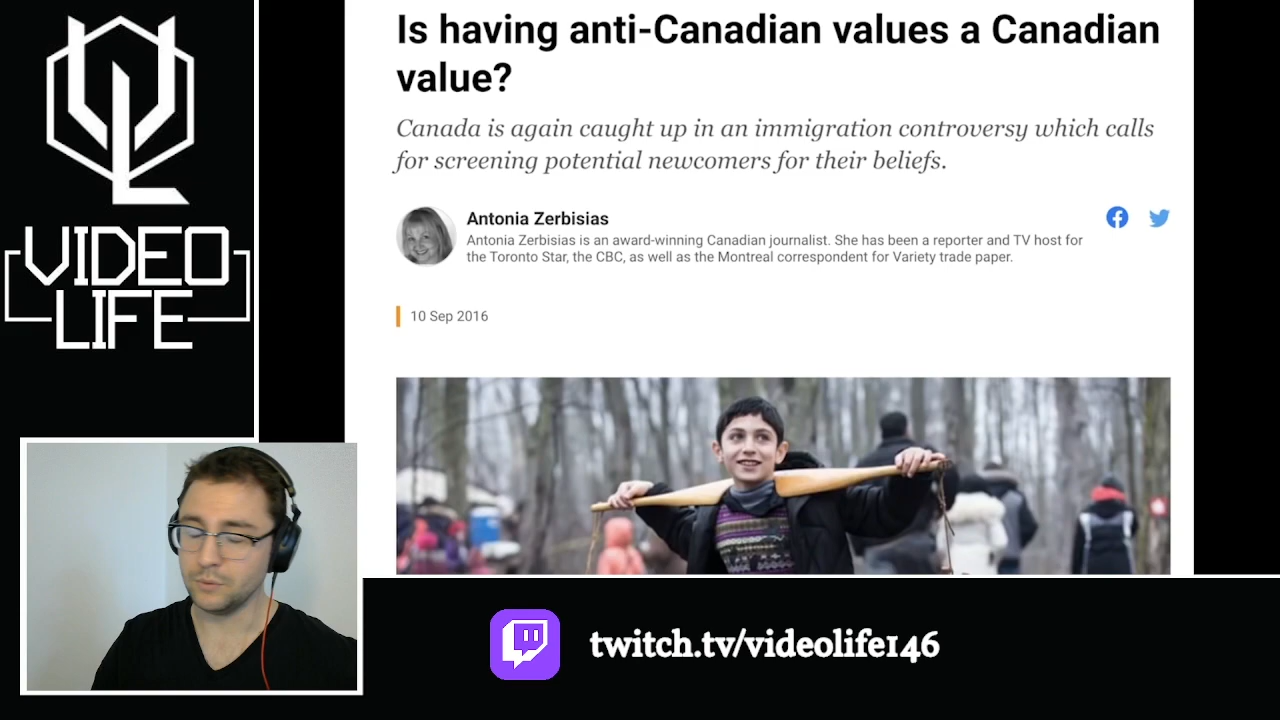 Is having anti-Canadian values a Canadian
value?
Canada is again caught up in an immigration controversy which calls
for screening potential newcomers for their beliefs.
Antonia Zerbisias
Antonia Zerbisias is an award-winning Canadian journalist. She has been a reporter and TV host for
the Toronto Star, the CBC, as well as the Montreal correspondent for Variety trade paper.
10 Sep 2016
VIDEO
LIFE
twitch.tv/videolife146